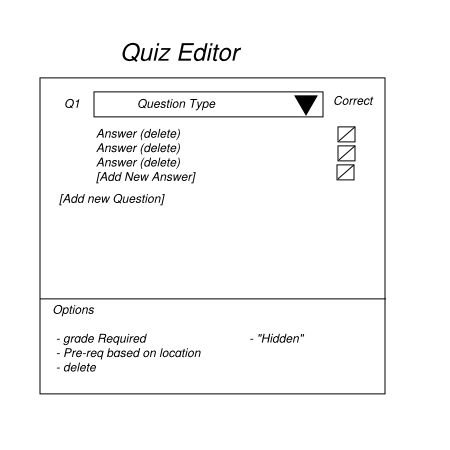 Quiz Editor
Q1 Question Type Correct
Answer (delete)
Answer (delete)
Answer (delete)
[Add New Answer]
[Add new Question]
Options
- grade Required - "Hidden"
- Pre-req based on location
- delete